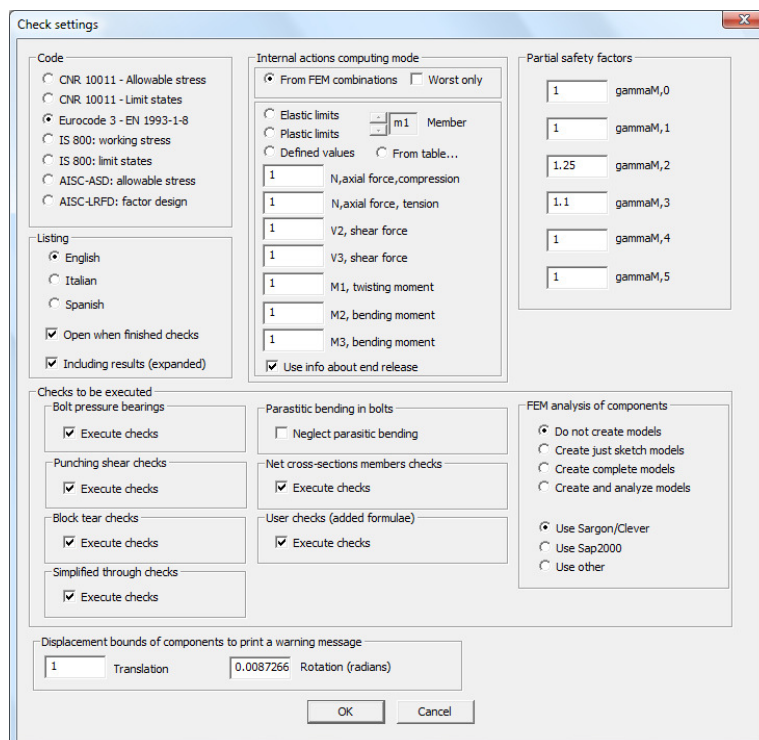 Check settings
Code
CNR 10011 - Allowable stress
CNR 10011 - Limit states
Eurocode 3 - EN 1993-1-8
IS 800: working stress
IS 800: limit states
AISC-ASD: allowable stress
AISC-LRFD: factor design
Listing
English
Italian
Spanish
Open when finished checks
Including results (expanded)
Internal actions computing mode
From FEM combinations Worst only
Elastic limits
Plastic limits
m1 Member
Defined values From table...
1 N,axial force,compression
1 N,axial force, tension
1 V2, shear force
1 V3, shear force
1 M1, twisting moment
1 M2, bending moment
1 M3, bending moment
Use info about end release
Partial safety factors
1 gammaM,0
1 gammaM,1
1.25 gammaM,2
1.1 gammaM,3
1 gammaM,4
1 gammaM,5
Checks to be executed
Bolt pressure bearings
Execute checks
Punching shear checks
Execute checks
Block tear checks
Execute checks
Simplified through checks
Execute checks
Parastitic bending in bolts
Neglect parasitic bending
Net cross-sections members checks
Execute checks
User checks (added formulae)
Execute checks
FEM analysis of components
Do not create models
Create just sketch models
Create complete models
Create and analyze models
Use Sargon/Clever
Use Sap2000
Use other
Displacement bounds of components to print a warning message
1 Translation 0.0087266 Rotation (radians)
OK Cancel